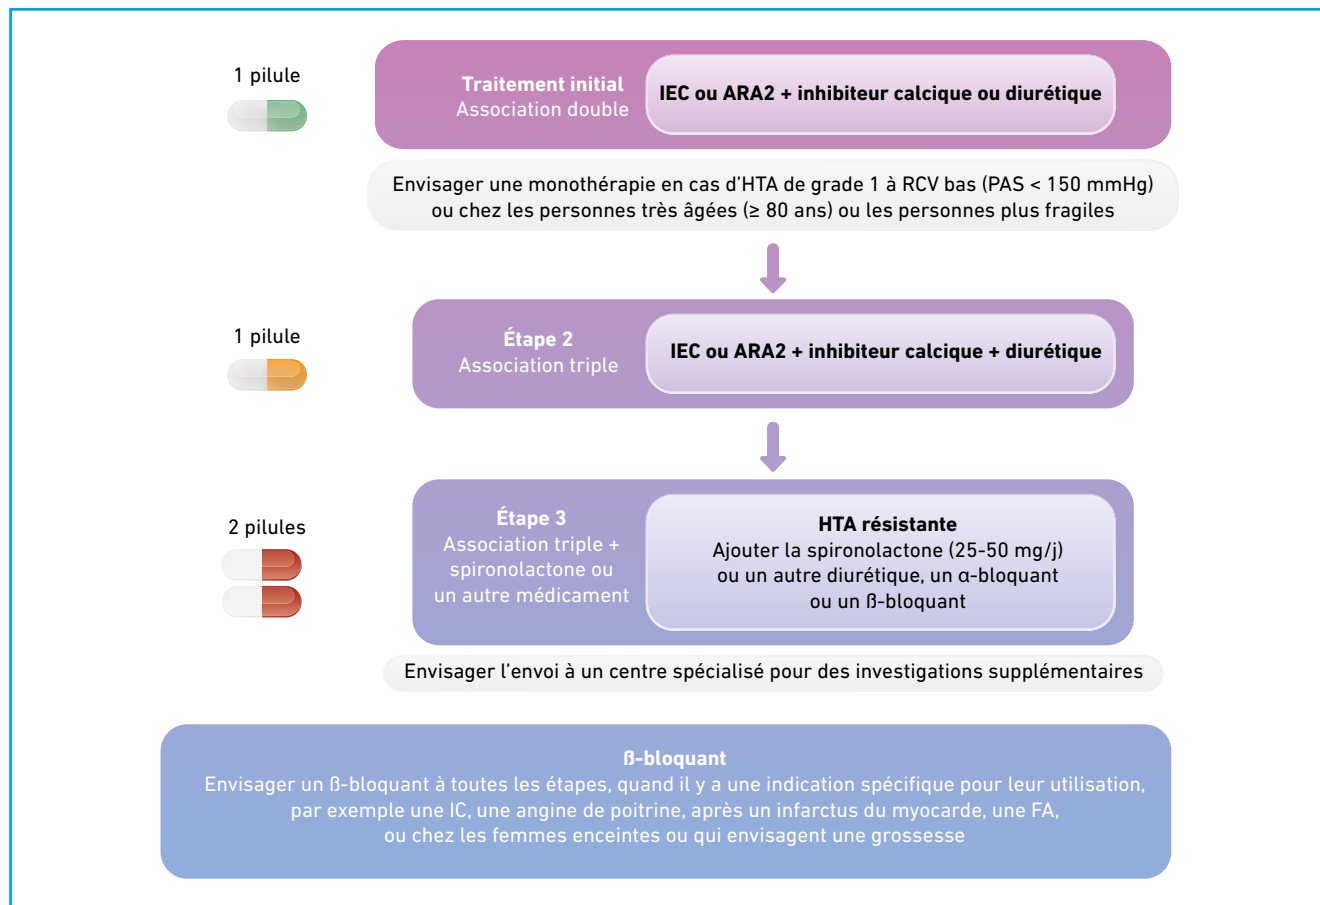 1 pilule
Traitement initial
Association double
IEC ou ARA2 + inhibiteur calcique ou diurétique
Envisager une monothérapie en cas d’HTA de grade 1 à RCV bas (PAS < 150 mmHg)
ou chez les personnes très âgées (≥ 80 ans) ou les personnes plus fragiles
1 pilule
Étape 2
Association triple
IEC ou ARA2 + inhibiteur calcique + diurétique
2 pilules
Étape 3
Association triple +
spironolactone ou
un autre médicament
HTA résistante
Ajouter la spironolactone (25-50 mg/j)
ou un autre diurétique, un α-bloquant
ou un ß-bloquant
Envisager l’envoi à un centre spécialisé pour des investigations supplémentaires
ß-bloquant
Envisager un ß-bloquant à toutes les étapes, quand il y a une indication spécifique pour leur utilisation,
par exemple une IC, une angine de poitrine, après un infarctus du myocarde, une FA,
ou chez les femmes enceintes ou qui envisagent une grossesse